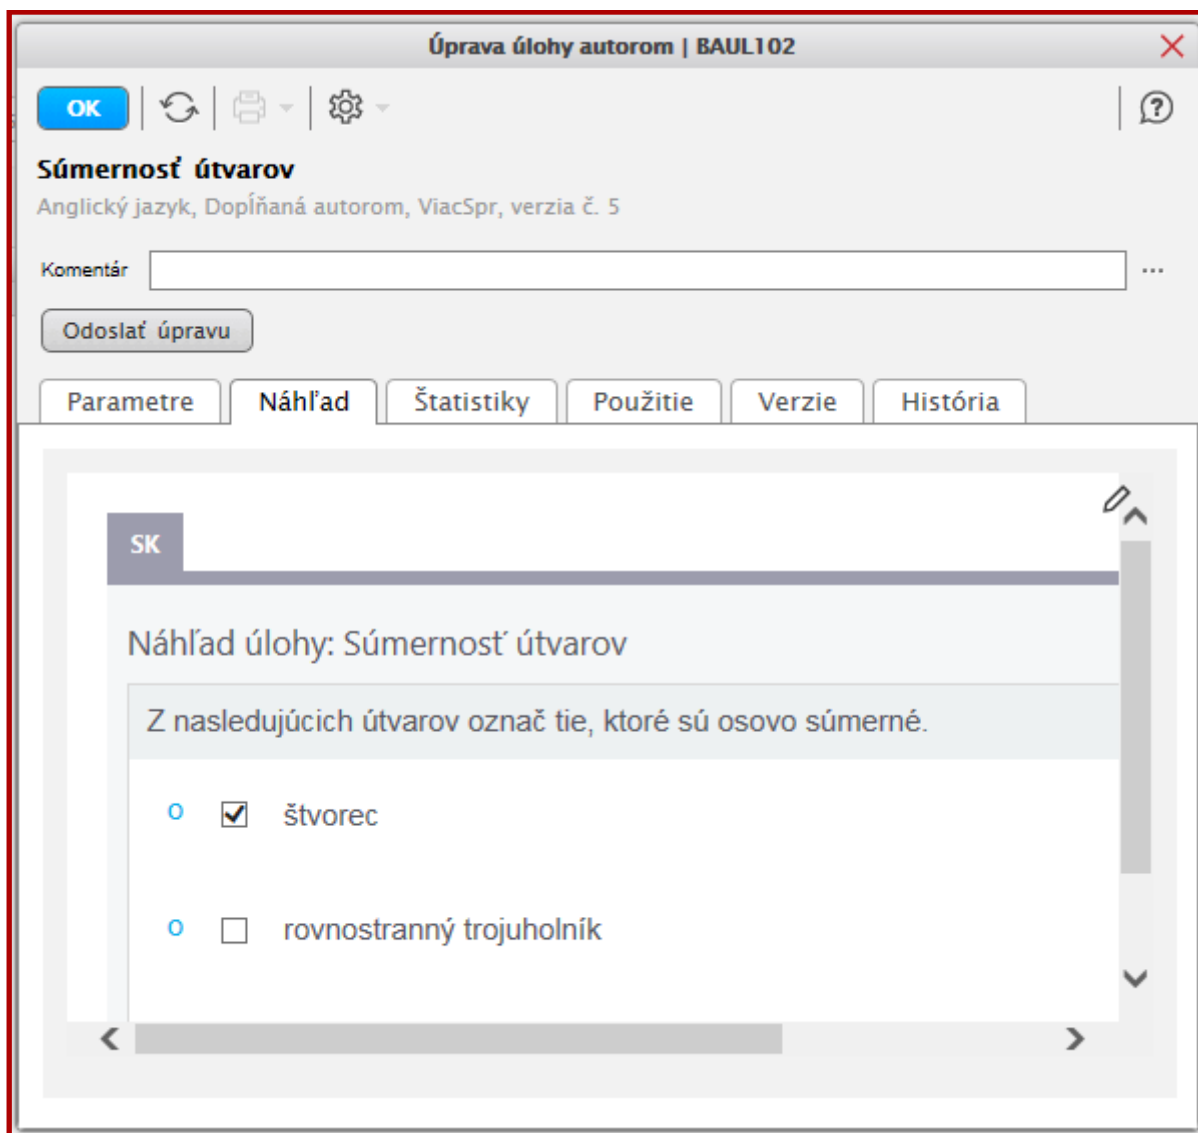 Úprava úlohy autorom | BAUL102
OK
Súmernosť útvarov
Anglický jazyk, Dopĺňaná autorom, ViacSpr, verzia č. 5
Komentár
...
Odoslať úpravu
Parametre Náhľad Štatistiky Použitie Verzie História
SK
Náhľad úlohy: Súmernosť útvarov
Z nasledujúcich útvarov označ tie, ktoré sú osovo súmerné.
o štvorec
o rovnostranný trojuholník